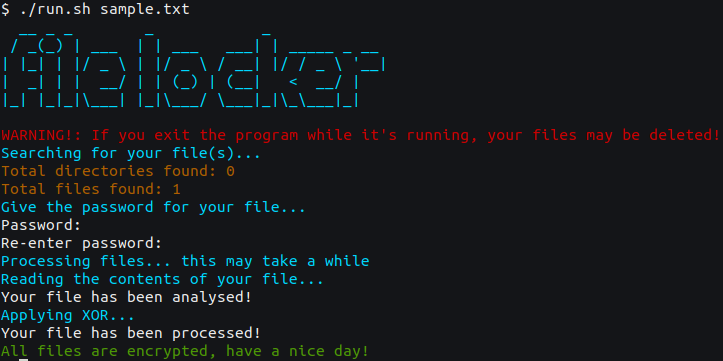 $ ./run.sh sample.txt
file locker
WARNING!: If you exit the program while it's running, your files may be deleted!
Searching for your file(s)...
Total directories found: 0
Total files found: 1
Give the password for your file...
Password:
Re-enter password:
Processing files... this may take a while
Reading the contents of your file...
Your file has been analysed!
Applying XOR...
Your file has been processed!
All files are encrypted, have a nice day!